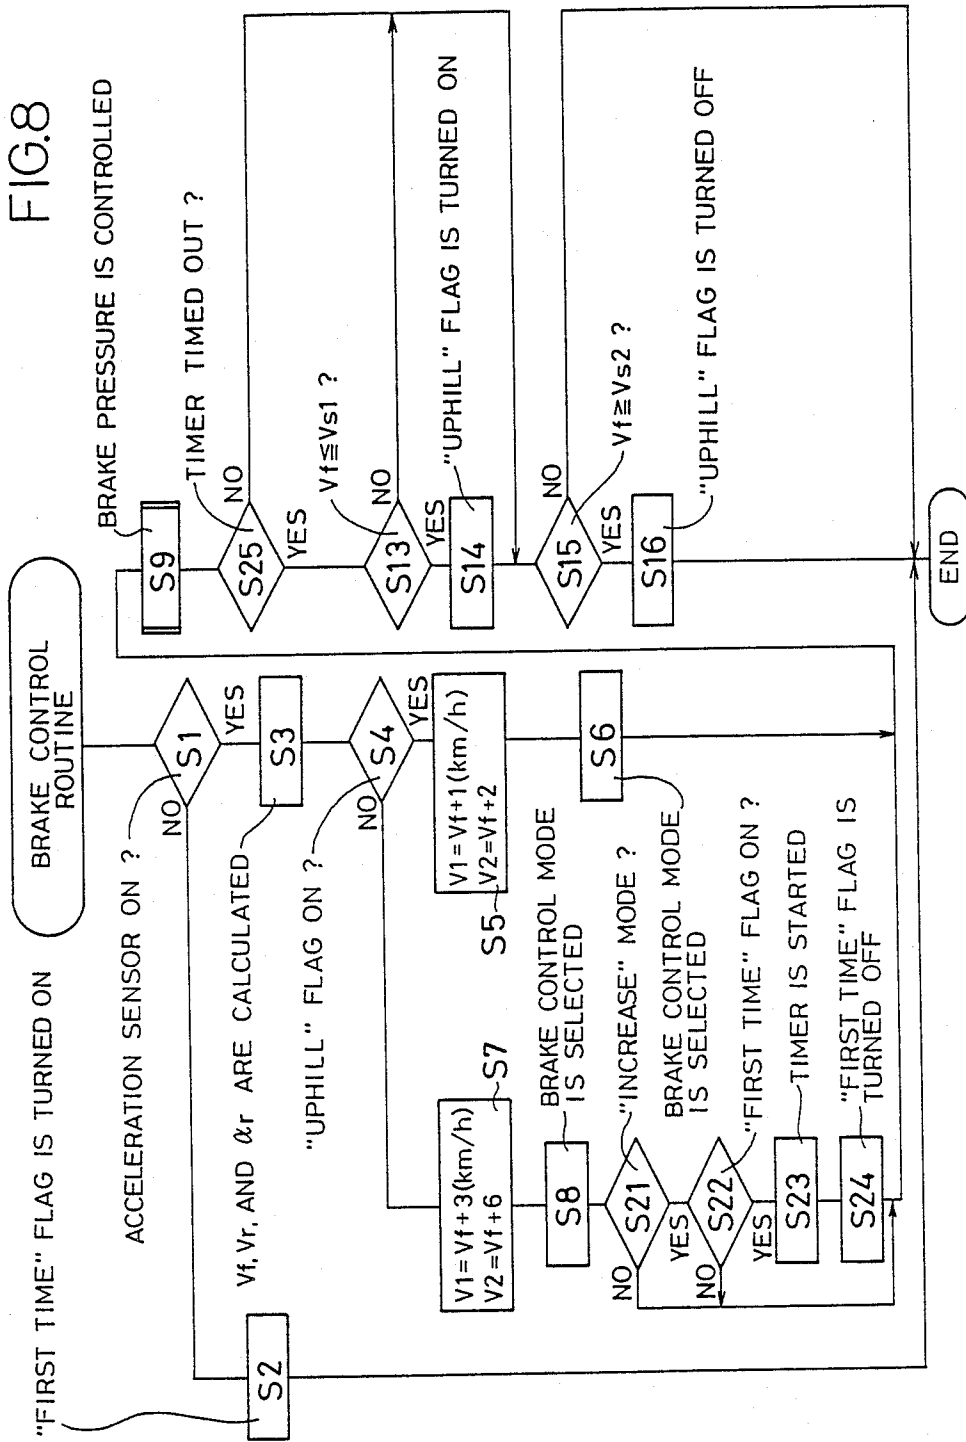 FIG.8
BRAKE CONTROL
ROUTINE
"FIRST TIME" FLAG IS TURNED ON
ACCELERATION SENSOR ON ?
S1
NO
YES
S2
Vf, Vr, AND αr ARE CALCULATED
S3
"UPHILL" FLAG ON ?
S4
NO
YES
V1=Vf+1(km/h)
V2=Vf+2
S5
S6
BRAKE CONTROL MODE
IS SELECTED
V1=Vf+3(km/h)
V2=Vf+6
S7
S8
BRAKE CONTROL MODE
IS SELECTED
"INCREASE" MODE ?
S21
NO
YES
"FIRST TIME" FLAG ON ?
S22
NO
YES
S23
TIMER IS STARTED
S24
"FIRST TIME" FLAG IS
TURNED OFF
BRAKE PRESSURE IS CONTROLLED
S9
TIMER TIMED OUT ?
S25
NO
YES
Vf≦Vs1 ?
S13
NO
YES
S14
"UPHILL" FLAG IS TURNED ON
Vf≧Vs2 ?
S15
NO
YES
S16
"UPHILL" FLAG IS TURNED OFF
END